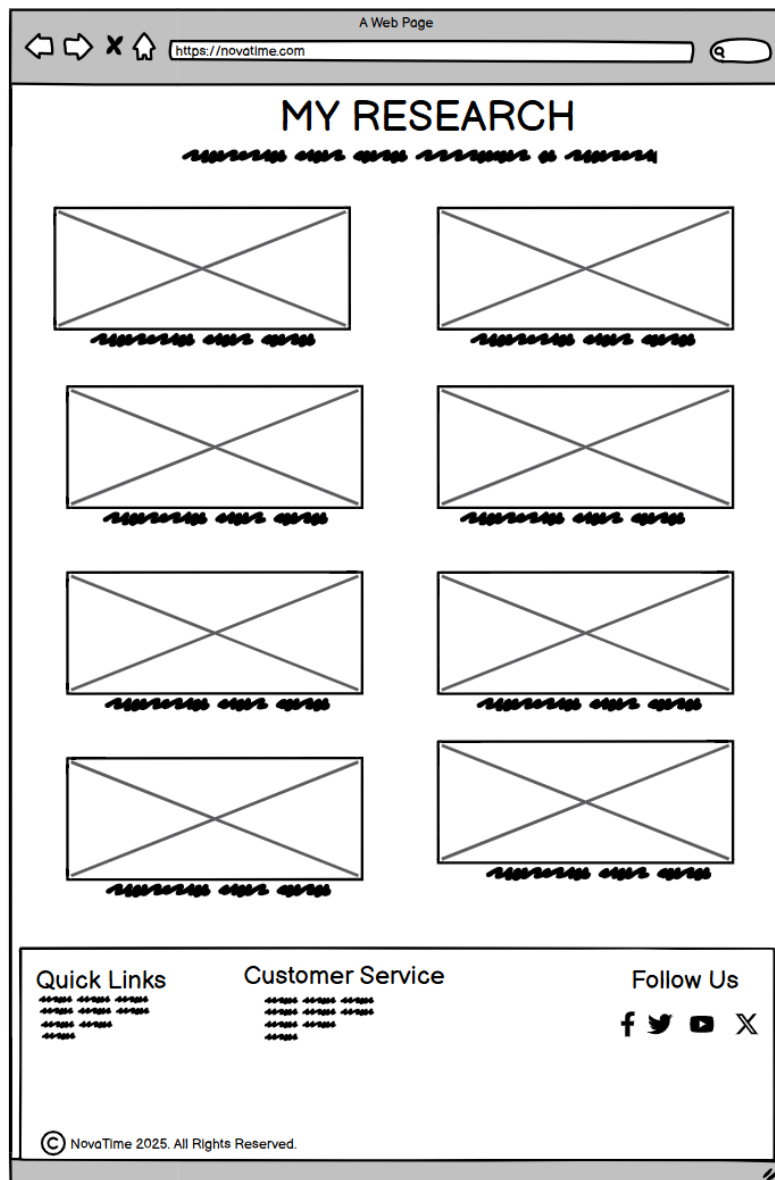 A Web Page
https://novatime.com
MY RESEARCH
Quick Links
Customer Service
Follow Us
© NovaTime 2025. All Rights Reserved.